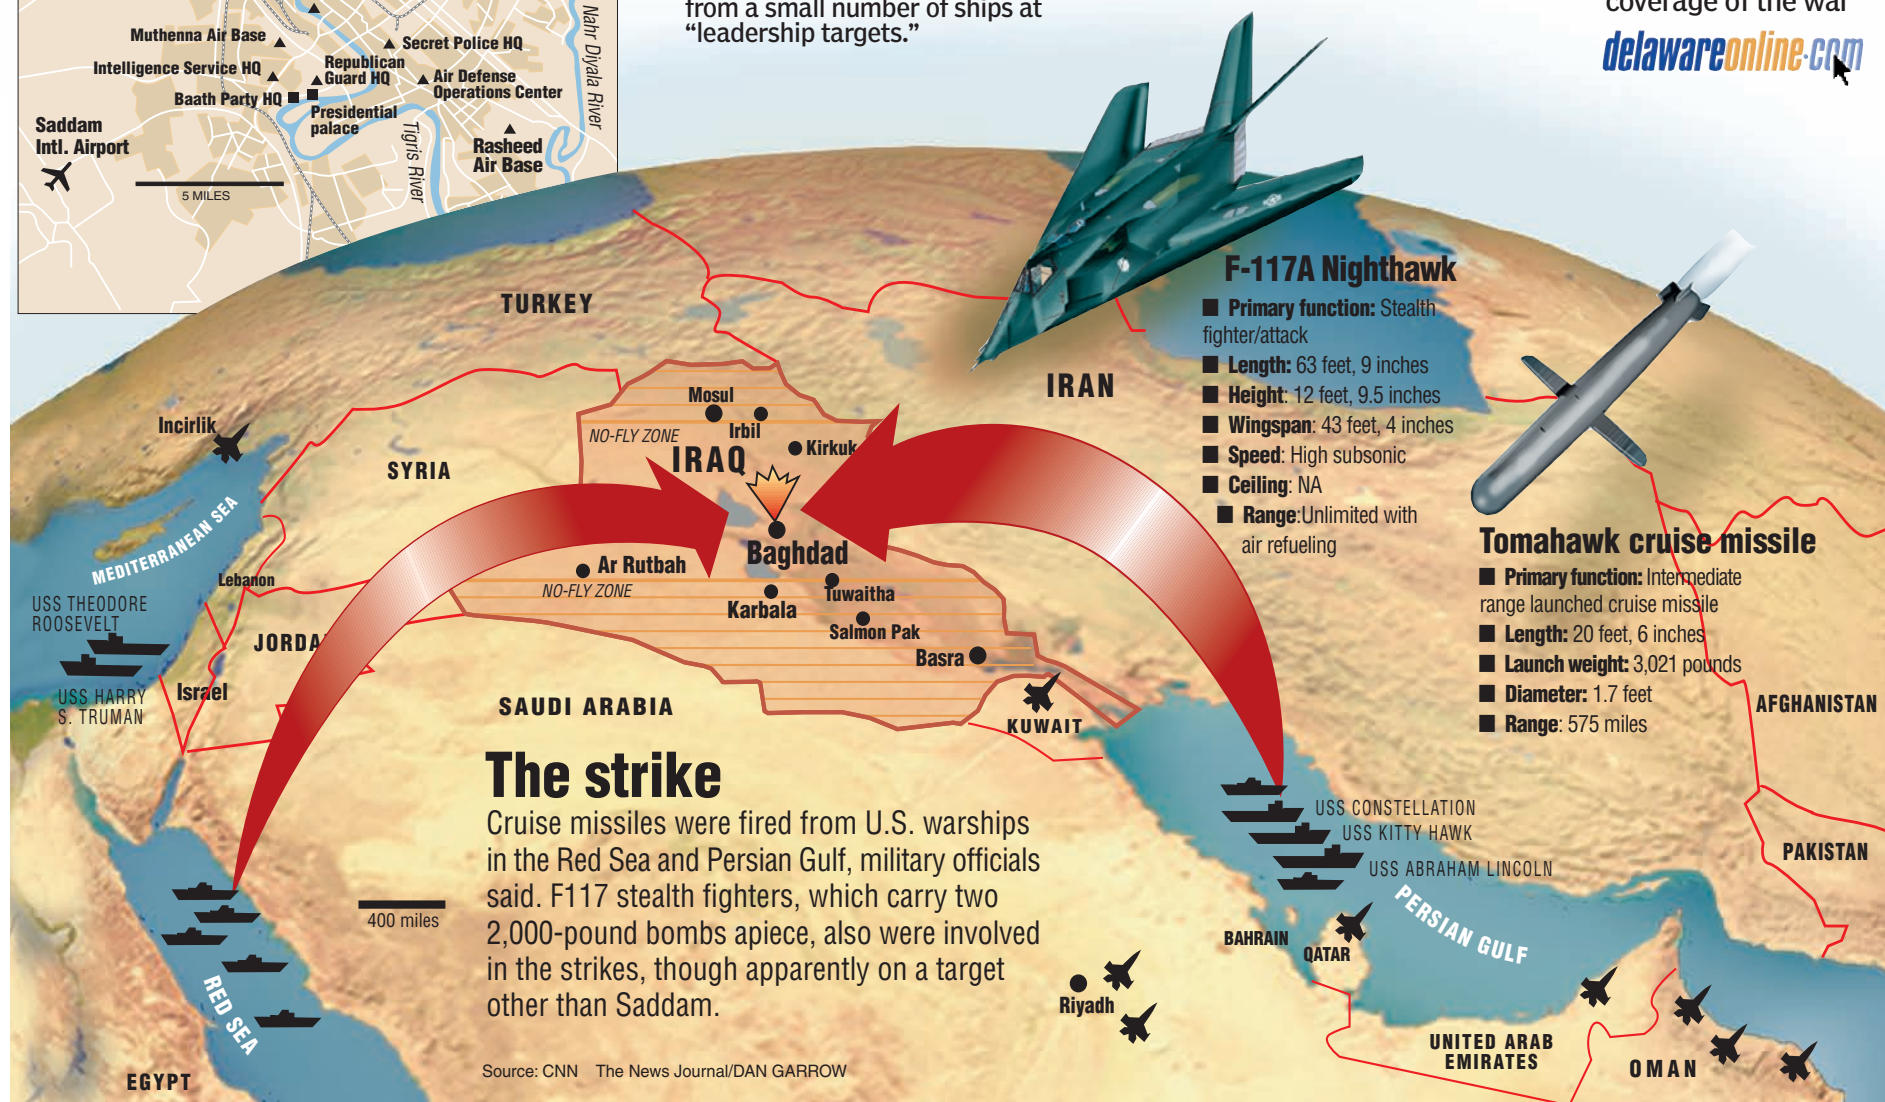 from a small number of ships at
“leadership targets.”
coverage of the war
delawareonline.com
Muthenna Air Base
Secret Police HQ
Intelligence Service HQ
Republican
Guard HQ
Air Defense
Operations Center
Baath Party HQ
Presidential
palace
Saddam
Intl. Airport
Rasheed
Air Base
Tigris River
Nahr Diyala River
5 MILES
TURKEY
IRAN
F-117A Nighthawk
■ Primary function: Stealth
fighter/attack
■ Length: 63 feet, 9 inches
■ Height: 12 feet, 9.5 inches
■ Wingspan: 43 feet, 4 inches
■ Speed: High subsonic
■ Ceiling: NA
■ Range:Unlimited with
air refueling
Tomahawk cruise missile
■ Primary function: Intermediate
range launched cruise missile
■ Length: 20 feet, 6 inches
■ Launch weight: 3,021 pounds
■ Diameter: 1.7 feet
■ Range: 575 miles
Incirlik
SYRIA
Mosul
Irbil
NO-FLY ZONE
IRAQ
Kirkuk
Baghdad
Ar Rutbah
NO-FLY ZONE
Karbala
Tuwaitha
Salmon Pak
Basra
MEDITERRANEAN SEA
Lebanon
USS THEODORE
ROOSEVELT
USS HARRY
S. TRUMAN
JORDA
Israel
SAUDI ARABIA
KUWAIT
AFGHANISTAN
PAKISTAN
The strike
Cruise missiles were fired from U.S. warships
in the Red Sea and Persian Gulf, military officials
said. F117 stealth fighters, which carry two
2,000-pound bombs apiece, also were involved
in the strikes, though apparently on a target
other than Saddam.
400 miles
USS CONSTELLATION
USS KITTY HAWK
USS ABRAHAM LINCOLN
PERSIAN GULF
BAHRAIN
QATAR
Riyadh
RED SEA
EGYPT
UNITED ARAB
EMIRATES
OMAN
Source: CNN The News Journal/DAN GARROW